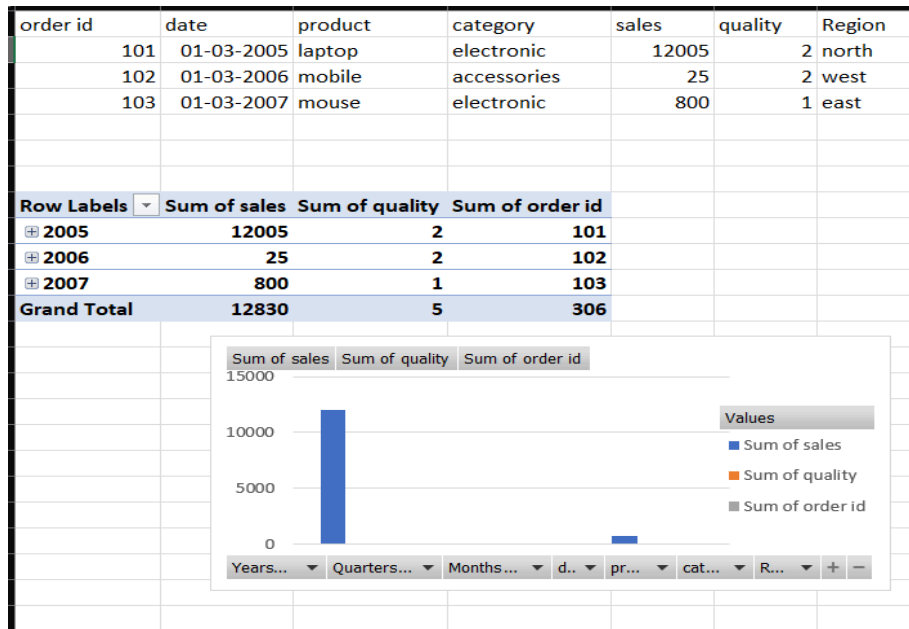 order id date product category sales quality Region
101 01-03-2005 laptop electronic 12005 2 north
102 01-03-2006 mobile accessories 25 2 west
103 01-03-2007 mouse electronic 800 1 east
Row Labels Sum of sales Sum of quality Sum of order id
2005 12005 2 101
2006 25 2 102
2007 800 1 103
Grand Total 12830 5 306
Sum of sales Sum of quality Sum of order id
15000
10000
5000
0
Values
Sum of sales
Sum of quality
Sum of order id
Years... Quarters... Months... d.. pr... cat... R... + −